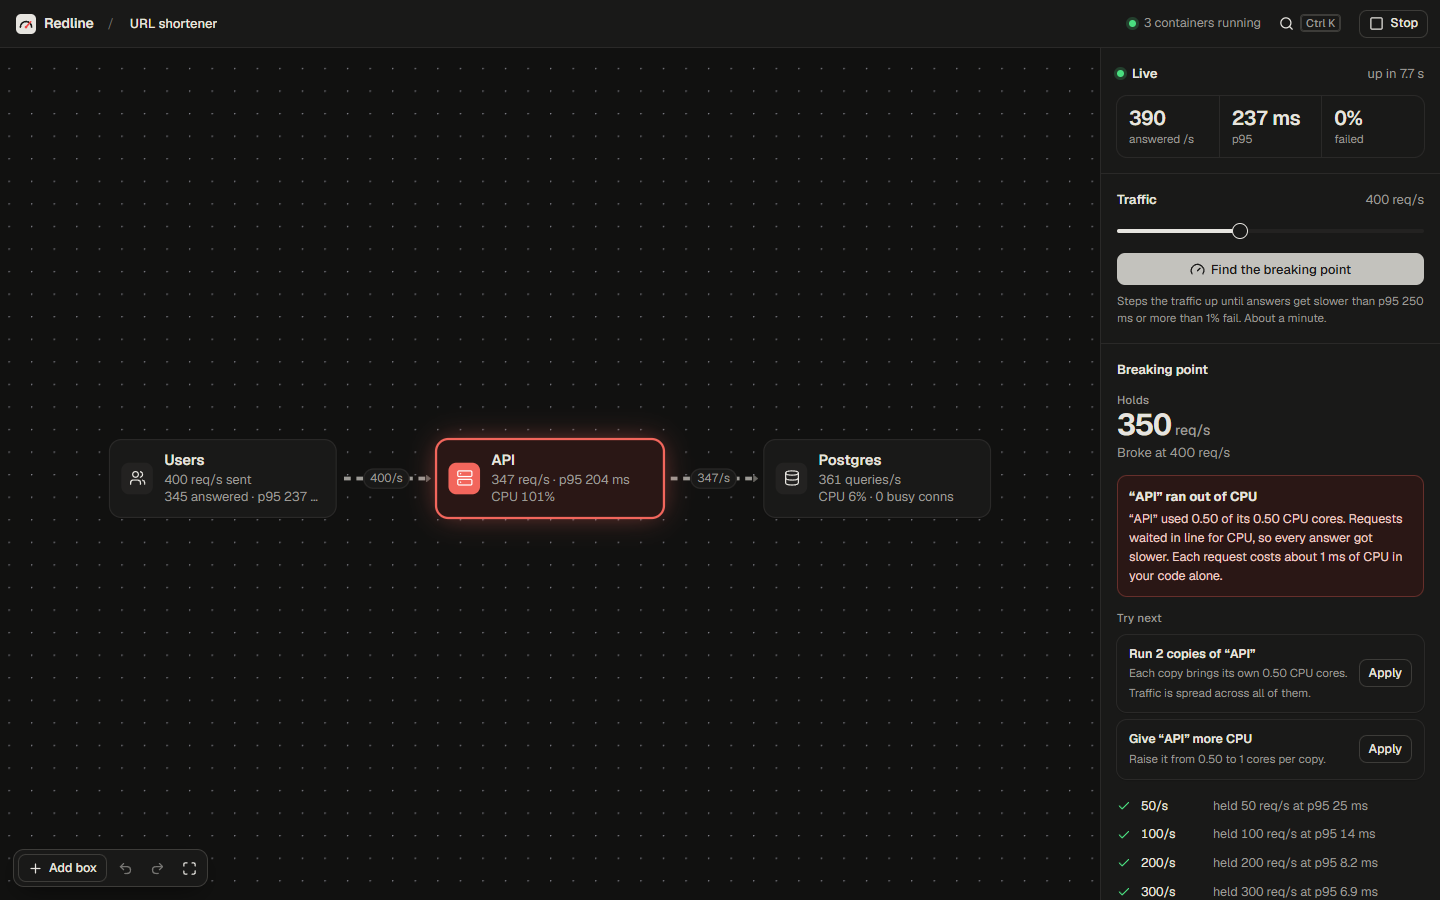 Redline / URL shortener
3 containers running
Ctrl K
Stop
Live
up in 7.7 s
390
answered /s
237 ms
p95
0%
failed
Traffic
400 req/s
Find the breaking point
Steps the traffic up until answers get slower than p95 250
ms or more than 1% fail. About a minute.
Users
400 req/s sent
345 answered · p95 237 ...
400/s
API
347 req/s · p95 204 ms
CPU 101%
347/s
Postgres
361 queries/s
CPU 6% · 0 busy conns
Breaking point
Holds
350 req/s
Broke at 400 req/s
“API” ran out of CPU
“API” used 0.50 of its 0.50 CPU cores. Requests
waited in line for CPU, so every answer got
slower. Each request costs about 1 ms of CPU in
your code alone.
Try next
Run 2 copies of “API”
Each copy brings its own 0.50 CPU cores.
Traffic is spread across all of them.
Apply
Give “API” more CPU
Raise it from 0.50 to 1 cores per copy.
Apply
50/s held 50 req/s at p95 25 ms
100/s held 100 req/s at p95 14 ms
200/s held 200 req/s at p95 8.2 ms
300/s held 300 req/s at p95 6.9 ms
Add box